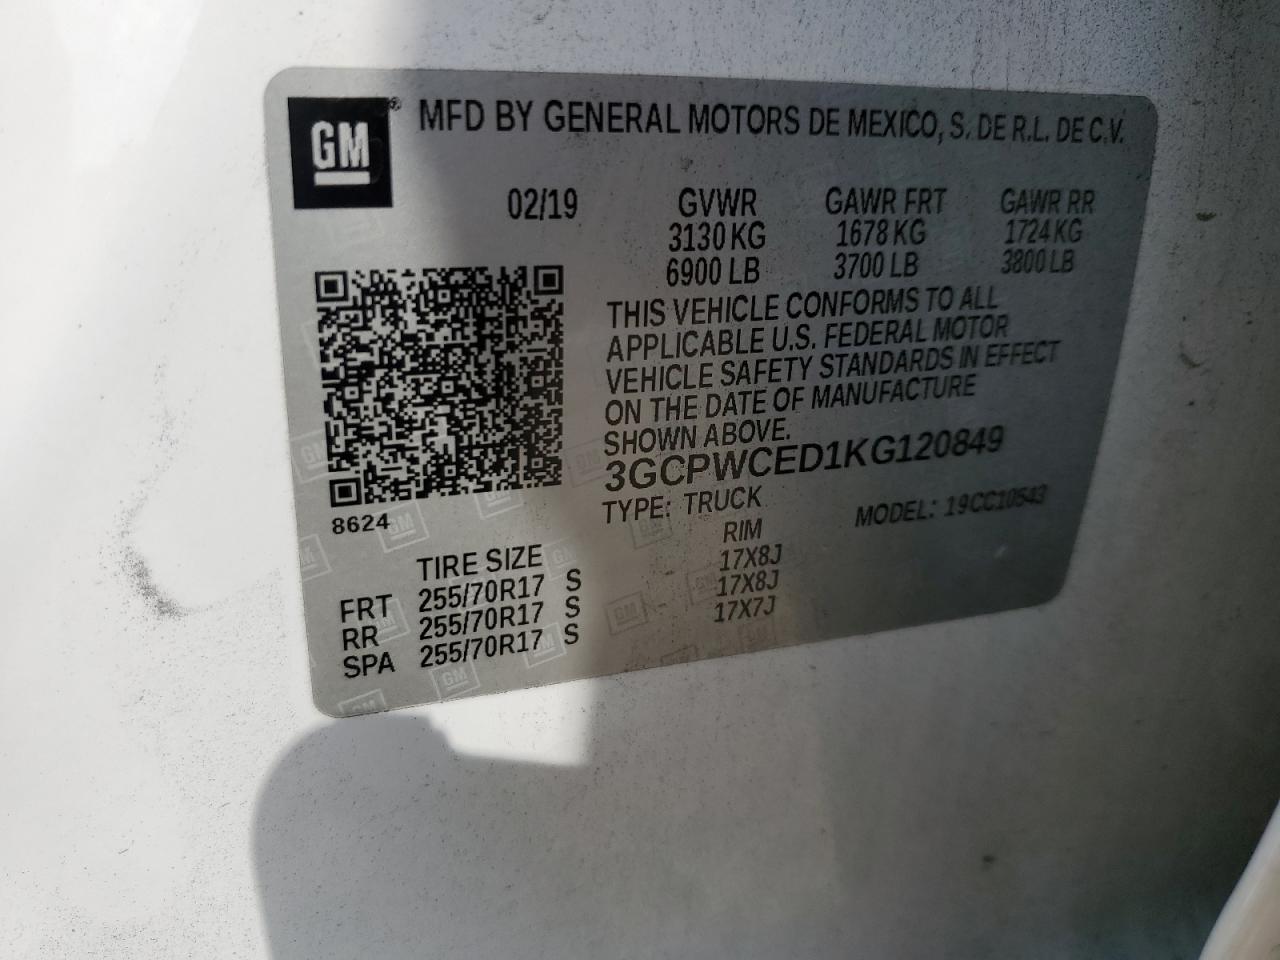 GM® MFD BY GENERAL MOTORS DE MEXICO, S. DE R.L. DE C.V.
02/19 GVWR GAWR FRT GAWR RR
3130 KG 1678 KG 1724 KG
6900 LB 3700 LB 3800 LB
THIS VEHICLE CONFORMS TO ALL
APPLICABLE U.S. FEDERAL MOTOR
VEHICLE SAFETY STANDARDS IN EFFECT
ON THE DATE OF MANUFACTURE
SHOWN ABOVE.
3GCPWCED1KG120849
TYPE: TRUCK MODEL: 19CC10543
8624
TIRE SIZE RIM
FRT 255/70R17 S 17X8J
RR 255/70R17 S 17X8J
SPA 255/70R17 S 17X7J